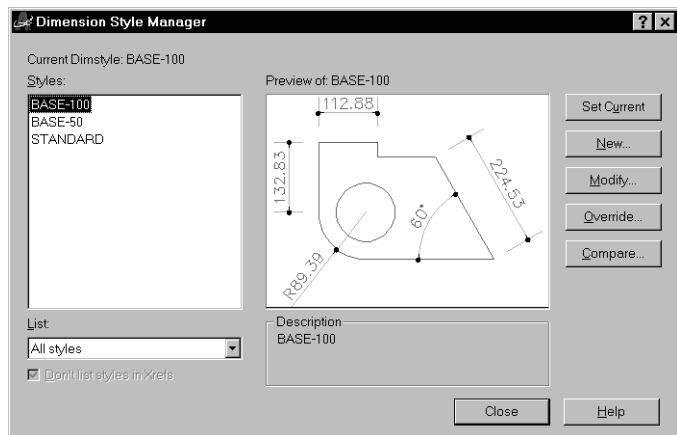 Dimension Style Manager
? ×
Current Dimstyle: BASE-100
Styles:
BASE-100
BASE-50
STANDARD
Preview of: BASE-100
112.88
132.83
224.53
60°
R89.39
Set Current
New...
Modify...
Override...
Compare...
List:
All styles
Don't list styles in Xrefs
Description
BASE-100
Close
Help